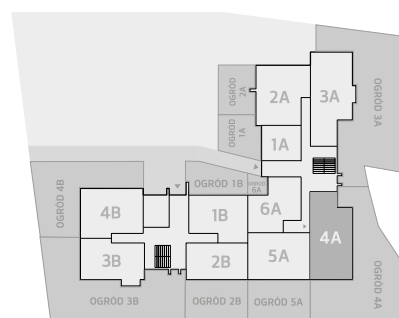 OGRÓD 2A
2A
3A
OGRÓD 3A
OGRÓD 1A
1A
OGRÓD 4B
OGRÓD 1B
OGRÓD 6A
4B
1B
6A
4A
3B
2B
5A
OGRÓD 4A
OGRÓD 3B
OGRÓD 2B
OGRÓD 5A